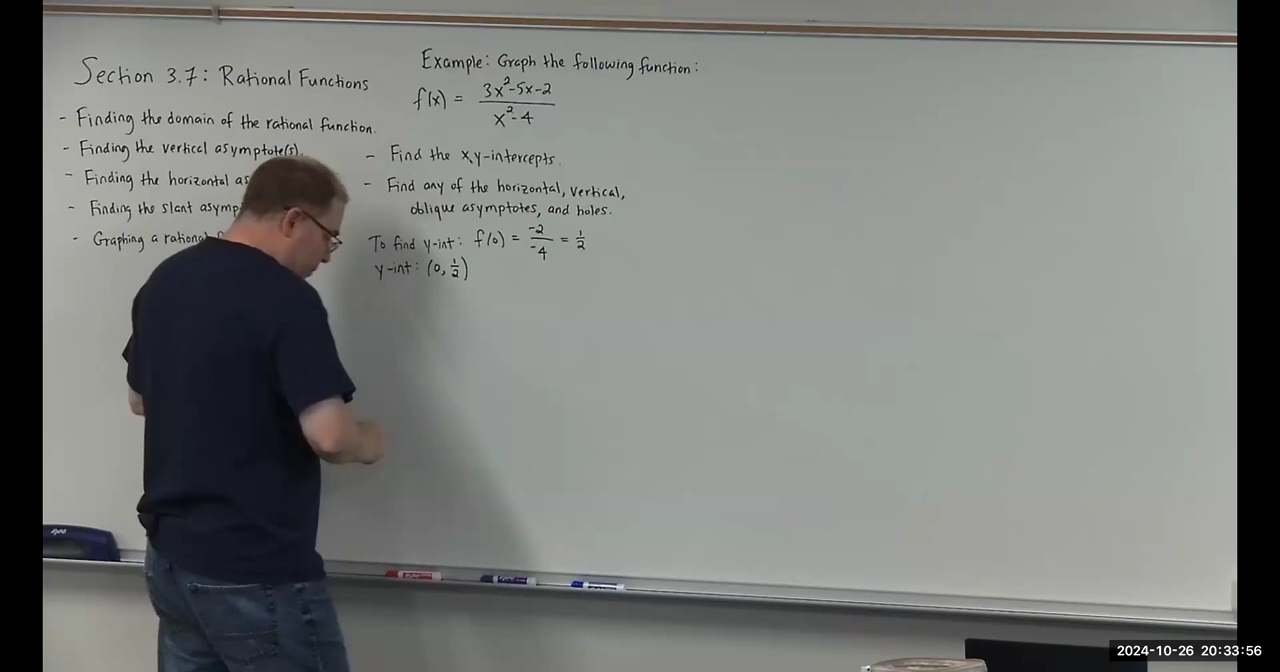 Section 3.7: Rational Functions
- Finding the domain of the rational function.
- Finding the vertical asymptote(s).
- Finding the horizontal as
- Finding the slant asymp
- Graphing a rational
Example: Graph the following function:
f(x) = 3x²-5x-2 / x²-4
- Find the x,y-intercepts.
- Find any of the horizontal, vertical,
oblique asymptotes, and holes.
To find y-int: f(0) = -2/-4 = 1/2
y-int: (0, 1/2)
expo
2024-10-26 20:33:56